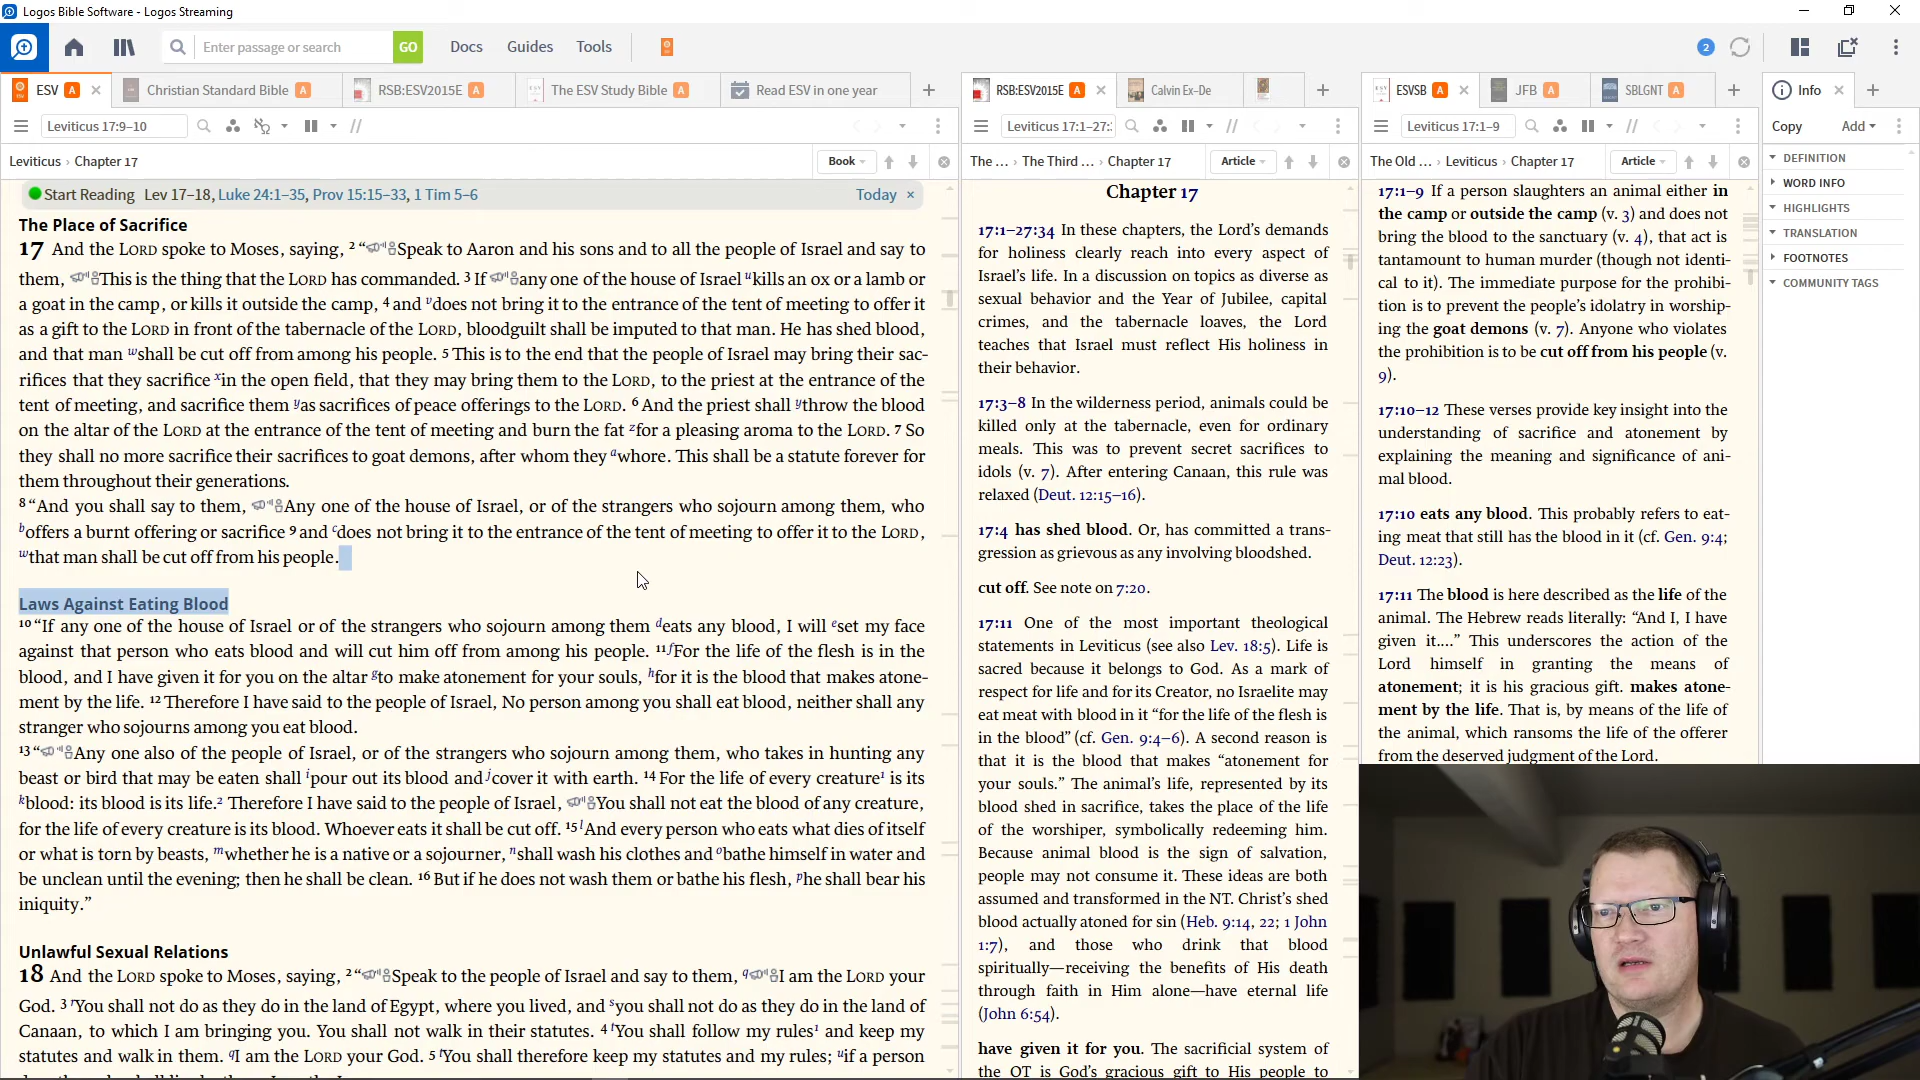 Logos Bible Software - Logos Streaming
Enter passage or search
GO
Docs
Guides
Tools
2
ESV A
Christian Standard Bible A
RSB:ESV2015E A
The ESV Study Bible A
Read ESV in one year
Leviticus 17:9–10
Leviticus › Chapter 17
Book
Start Reading Lev 17–18, Luke 24:1–35, Prov 15:15–33, 1 Tim 5–6
Today ×
The Place of Sacrifice
17 And the LORD spoke to Moses, saying, 2 “Speak to Aaron and his sons and to all the people of Israel and say to
them, This is the thing that the LORD has commanded. 3 If any one of the house of Israel ukills an ox or a lamb or
a goat in the camp, or kills it outside the camp, 4 and vdoes not bring it to the entrance of the tent of meeting to offer it
as a gift to the LORD in front of the tabernacle of the LORD, bloodguilt shall be imputed to that man. He has shed blood,
and that man wshall be cut off from among his people. 5 This is to the end that the people of Israel may bring their sac-
rifices that they sacrifice xin the open field, that they may bring them to the LORD, to the priest at the entrance of the
tent of meeting, and sacrifice them yas sacrifices of peace offerings to the LORD. 6 And the priest shall ythrow the blood
on the altar of the LORD at the entrance of the tent of meeting and burn the fat zfor a pleasing aroma to the LORD. 7 So
they shall no more sacrifice their sacrifices to goat demons, after whom they awhore. This shall be a statute forever for
them throughout their generations.
8 “And you shall say to them, Any one of the house of Israel, or of the strangers who sojourn among them, who
boffers a burnt offering or sacrifice 9 and cdoes not bring it to the entrance of the tent of meeting to offer it to the LORD,
wthat man shall be cut off from his people.
Laws Against Eating Blood
10 “If any one of the house of Israel or of the strangers who sojourn among them deats any blood, I will eset my face
against that person who eats blood and will cut him off from among his people. 11 fFor the life of the flesh is in the
blood, and I have given it for you on the altar gto make atonement for your souls, hfor it is the blood that makes atone-
ment by the life. 12 Therefore I have said to the people of Israel, No person among you shall eat blood, neither shall any
stranger who sojourns among you eat blood.
13 “Any one also of the people of Israel, or of the strangers who sojourn among them, who takes in hunting any
beast or bird that may be eaten shall ipour out its blood and jcover it with earth. 14 For the life of every creature1 is its
kblood: its blood is its life.2 Therefore I have said to the people of Israel, You shall not eat the blood of any creature,
for the life of every creature is its blood. Whoever eats it shall be cut off. 15 lAnd every person who eats what dies of itself
or what is torn by beasts, mwhether he is a native or a sojourner, nshall wash his clothes and obathe himself in water and
be unclean until the evening; then he shall be clean. 16 But if he does not wash them or bathe his flesh, phe shall bear his
iniquity.”
Unlawful Sexual Relations
18 And the LORD spoke to Moses, saying, 2 “Speak to the people of Israel and say to them, qI am the LORD your
God. 3 rYou shall not do as they do in the land of Egypt, where you lived, and syou shall not do as they do in the land of
Canaan, to which I am bringing you. You shall not walk in their statutes. 4 tYou shall follow my rules1 and keep my
statutes and walk in them. qI am the LORD your God. 5 tYou shall therefore keep my statutes and my rules; uif a person
RSB:ESV2015E A
Calvin Ex–De
Leviticus 17:1–27:
The ... › The Third ... › Chapter 17
Article
Chapter 17
17:1–27:34 In these chapters, the Lord’s demands
for holiness clearly reach into every aspect of
Israel’s life. In a discussion on topics as diverse as
sexual behavior and the Year of Jubilee, capital
crimes, and the tabernacle loaves, the Lord
teaches that Israel must reflect His holiness in
their behavior.
17:3–8 In the wilderness period, animals could be
killed only at the tabernacle, even for ordinary
meals. This was to prevent secret sacrifices to
idols (v. 7). After entering Canaan, this rule was
relaxed (Deut. 12:15–16).
17:4 has shed blood. Or, has committed a trans-
gression as grievous as any involving bloodshed.
cut off. See note on 7:20.
17:11 One of the most important theological
statements in Leviticus (see also Lev. 18:5). Life is
sacred because it belongs to God. As a mark of
respect for life and for its Creator, no Israelite may
eat meat with blood in it “for the life of the flesh is
in the blood” (cf. Gen. 9:4–6). A second reason is
that it is the blood that makes “atonement for
your souls.” The animal’s life, represented by its
blood shed in sacrifice, takes the place of the life
of the worshiper, symbolically redeeming him.
Because animal blood is the sign of salvation,
people may not consume it. These ideas are both
assumed and transformed in the NT. Christ’s shed
blood actually atoned for sin (Heb. 9:14, 22; 1 John
1:7), and those who drink that blood
spiritually—receiving the benefits of His death
through faith in Him alone—have eternal life
(John 6:54).
have given it for you. The sacrificial system of
the OT is God’s gracious gift to His people to
ESVSB A
JFB A
SBLGNT A
Leviticus 17:1–9
The Old ... › Leviticus › Chapter 17
Article
17:1–9 If a person slaughters an animal either in
the camp or outside the camp (v. 3) and does not
bring the blood to the sanctuary (v. 4), that act is
tantamount to human murder (though not identi-
cal to it). The immediate purpose for the prohibi-
tion is to prevent the people’s idolatry in worship-
ing the goat demons (v. 7). Anyone who violates
the prohibition is to be cut off from his people (v.
9).
17:10–12 These verses provide key insight into the
understanding of sacrifice and atonement by
explaining the meaning and significance of ani-
mal blood.
17:10 eats any blood. This probably refers to eat-
ing meat that still has the blood in it (cf. Gen. 9:4;
Deut. 12:23).
17:11 The blood is here described as the life of the
animal. The Hebrew reads literally: “And I, I have
given it....” This underscores the action of the
Lord himself in granting the means of
atonement; it is his gracious gift. makes atone-
ment by the life. That is, by means of the life of
the animal, which ransoms the life of the offerer
from the deserved judgment of the Lord.
Info
Copy
Add
DEFINITION
WORD INFO
HIGHLIGHTS
TRANSLATION
FOOTNOTES
COMMUNITY TAGS